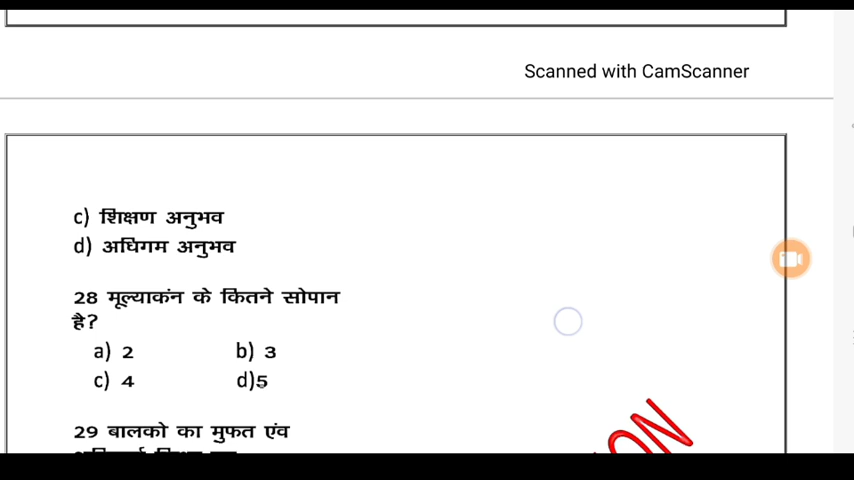 Scanned with CamScanner
c) शिक्षण अनुभव
d) अधिगम अनुभव
28 मूल्याकंन के कितने सोपान
है?
a) 2 b) 3
c) 4 d)5
29 बालको का मुफत एंव
ON